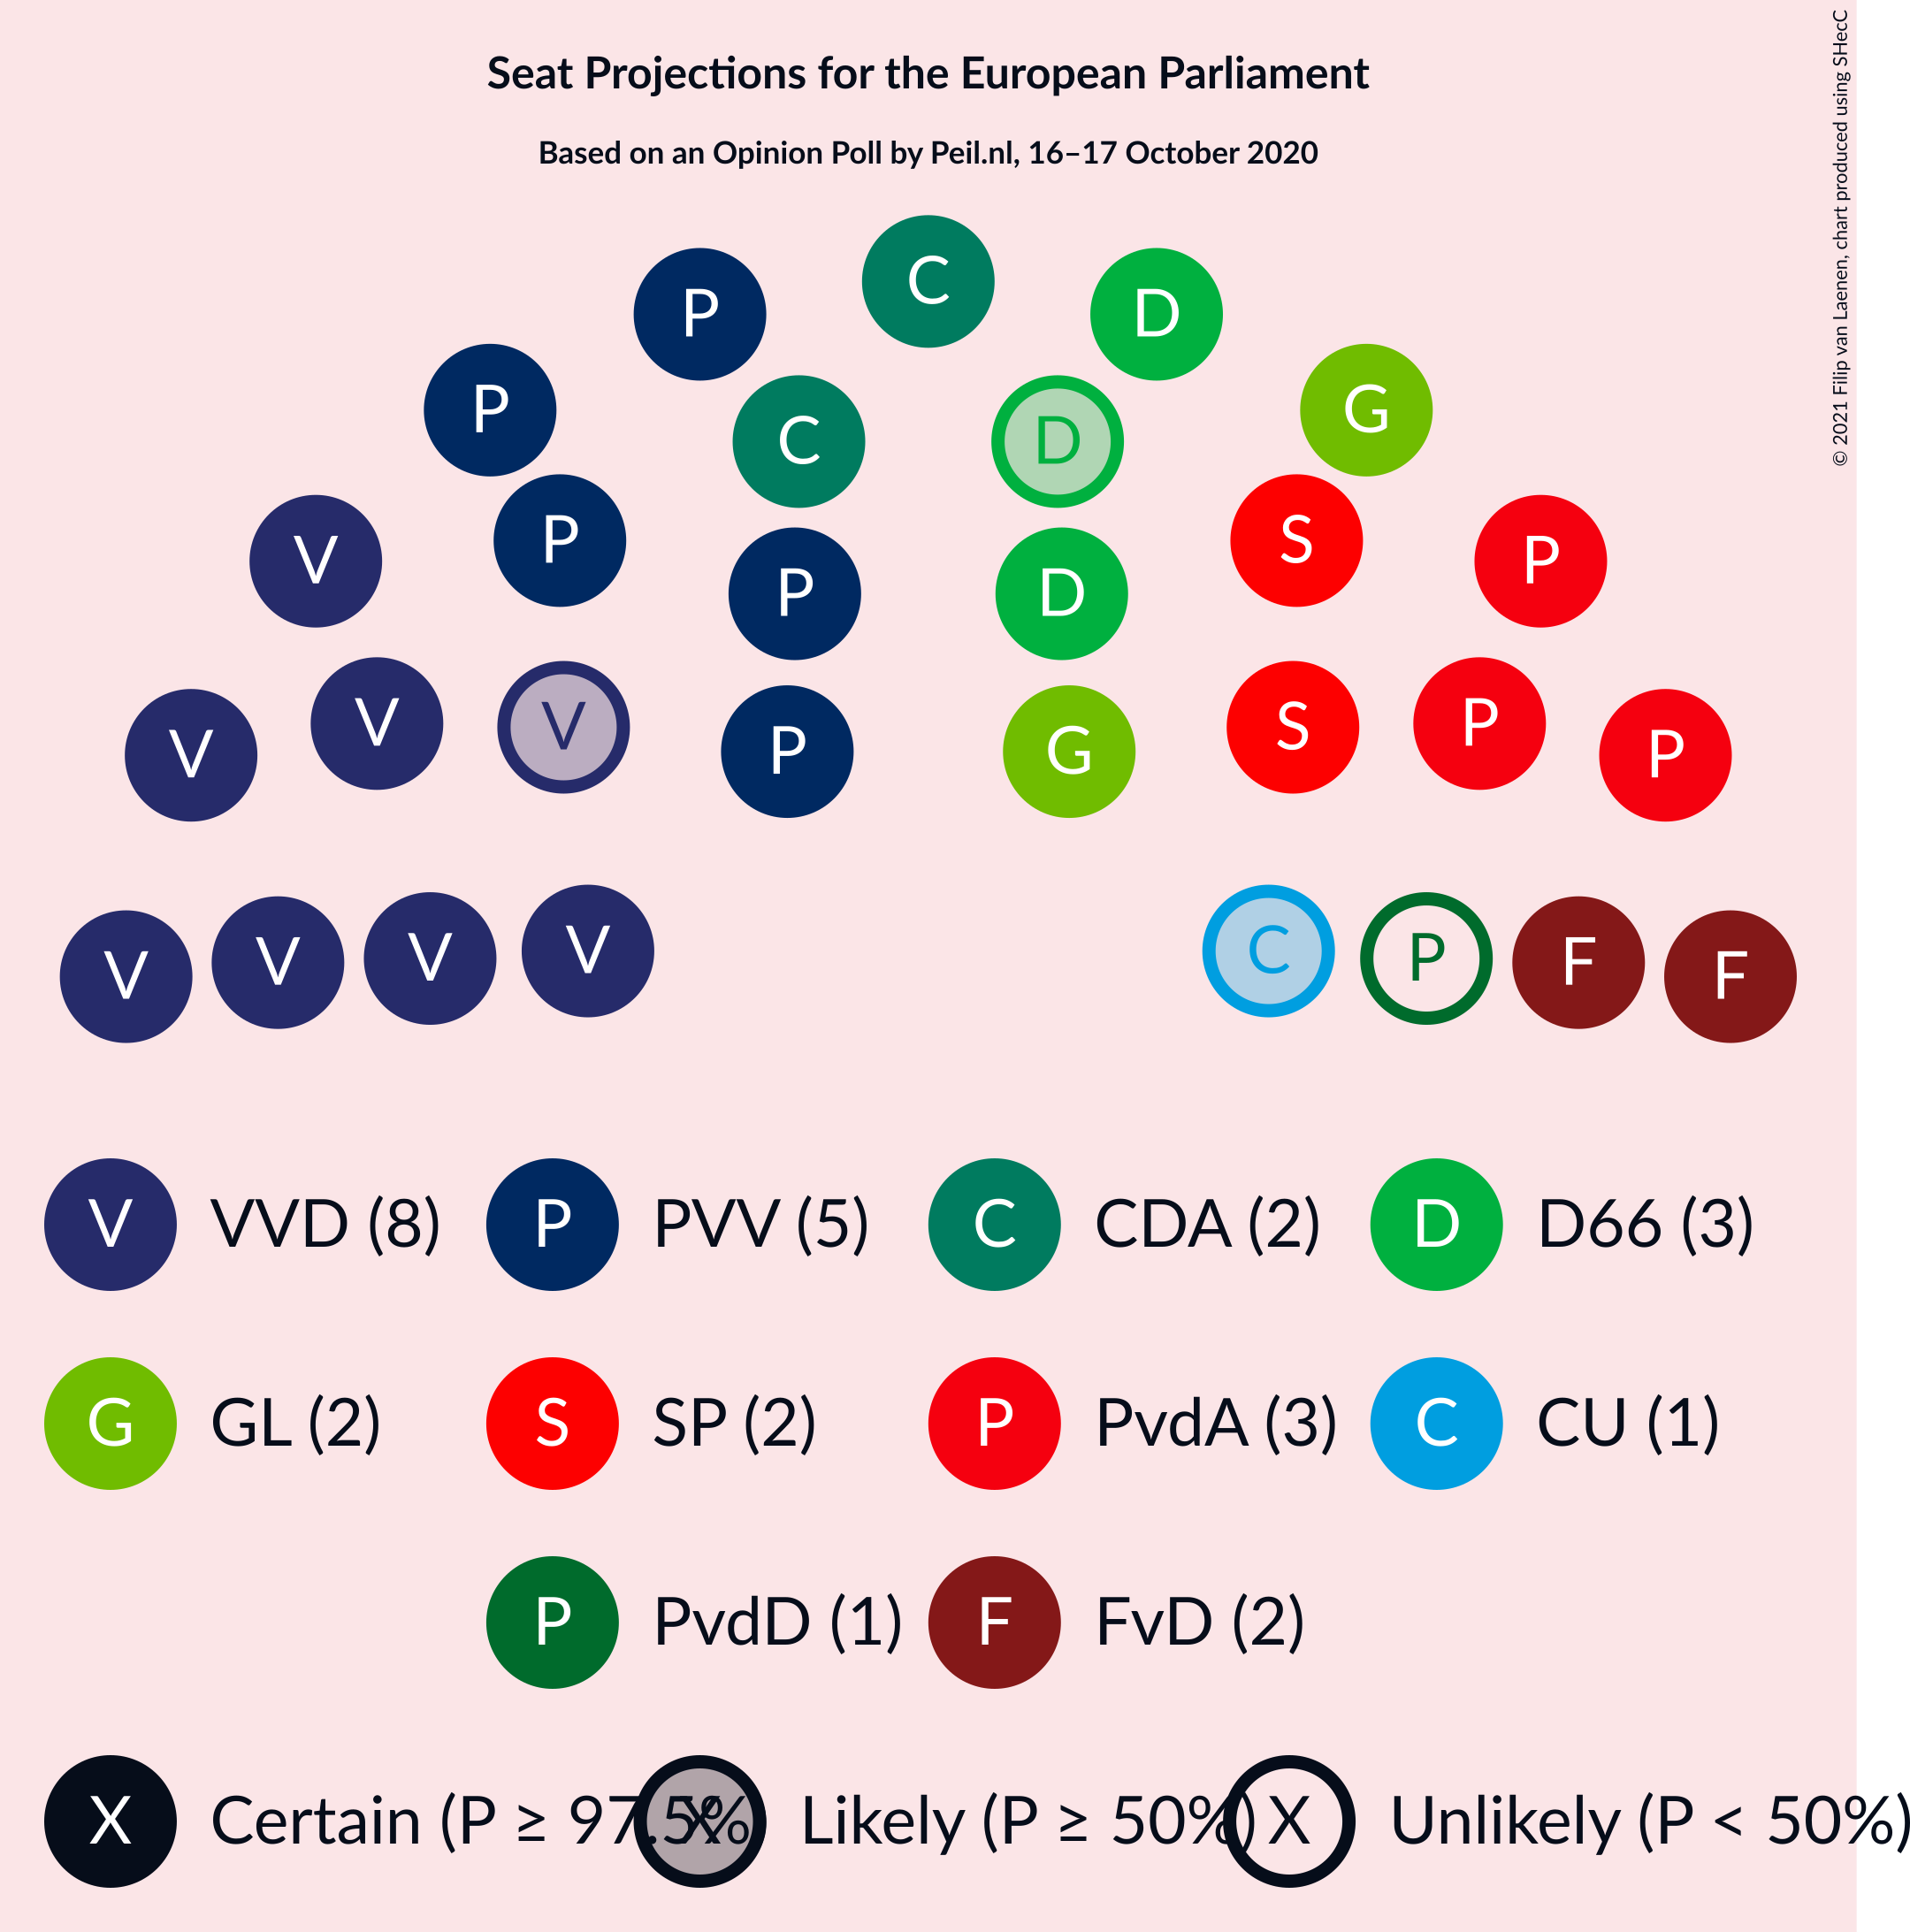 Seat Projections for the European Parliament
Based on an Opinion Poll by Peil.nl, 16–17 October 2020
© 2021 Filip van Laenen, chart produced using SHecC
C
P D
P G
C D
P S
V P
P D
V V V P G S P P
V V V V C P F F
V VVD (8) P PVV (5) C CDA (2) D D66 (3)
G GL (2) S SP (2) P PvdA (3) C CU (1)
P PvdD (1) F FvD (2)
X Certain (P ≥ 97.5% X Likely (P ≥ 50%) X Unlikely (P < 50%)